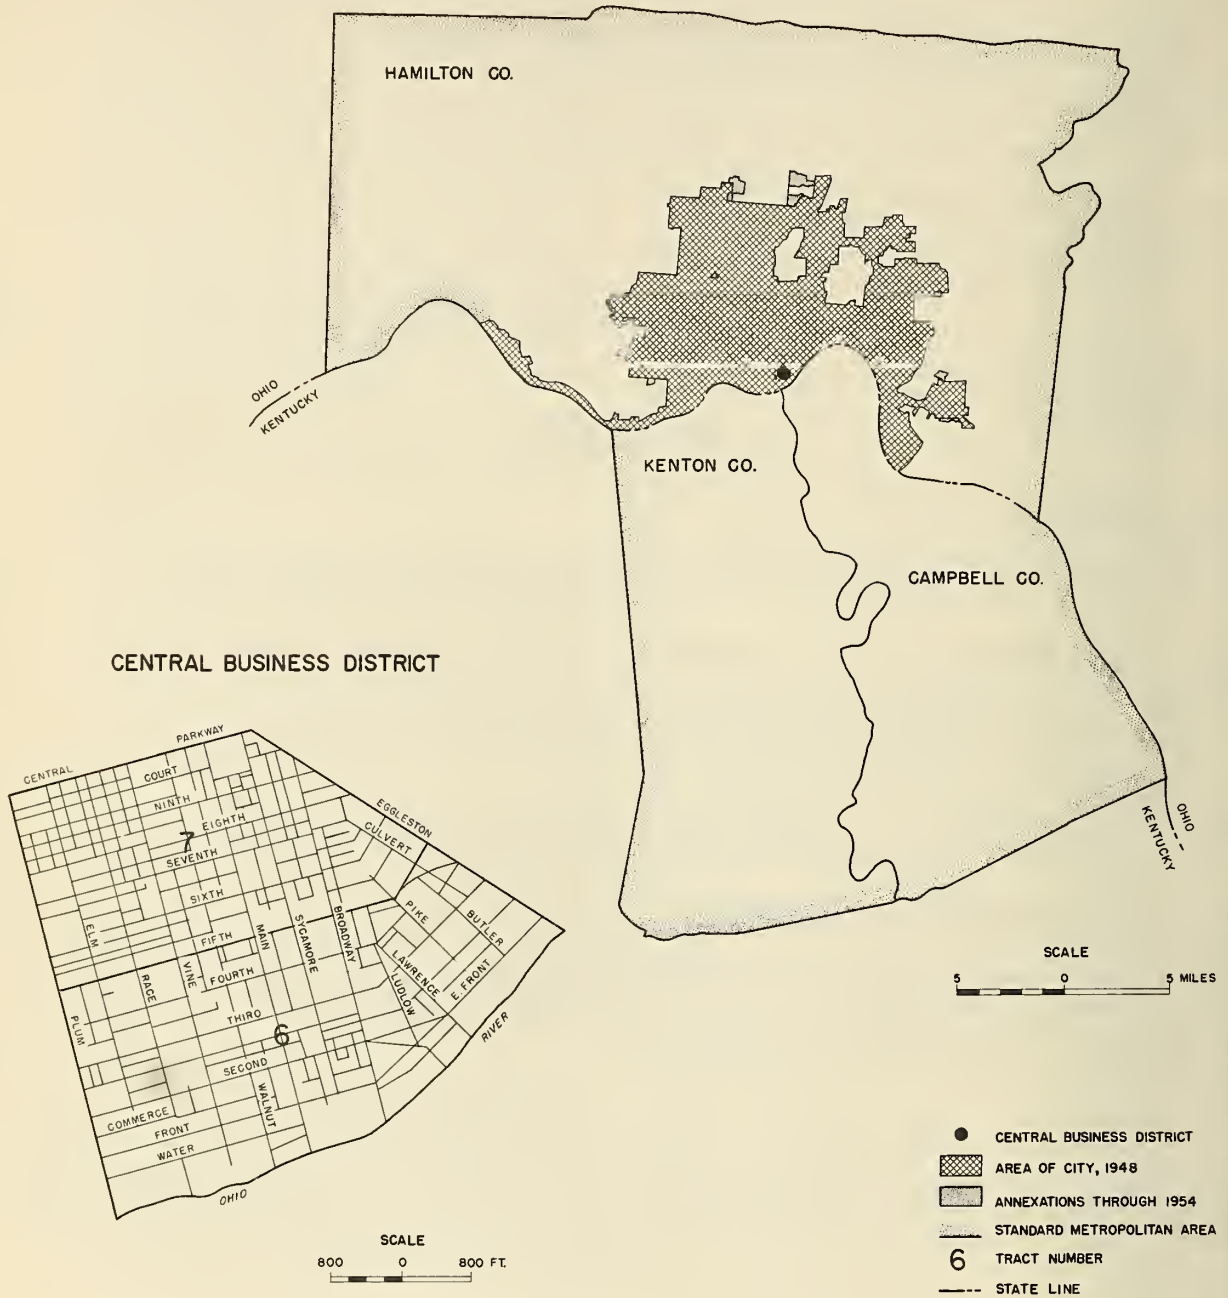 HAMILTON CO.
OHIO
KENTUCKY
KENTON CO.
CAMPBELL CO.
OHIO
KENTUCKY
CENTRAL BUSINESS DISTRICT
CENTRAL PARKWAY
COURT
NINTH
EIGHTH
7
SEVENTH
SIXTH
FIFTH
FOURTH
THIRD
6
SECOND
COMMERCE
FRONT
WATER
ELM
PLUM
RACE
VINE
MAIN
WALNUT
SYCAMORE
BROADWAY
EGGLESTON
CULVERT
PIKE
BUTLER
LAWRENCE
LUDLOW
E. FRONT
OHIO RIVER
SCALE
5 0 5 MILES
SCALE
800 0 800 FT.
CENTRAL BUSINESS DISTRICT
AREA OF CITY, 1948
ANNEXATIONS THROUGH 1954
STANDARD METROPOLITAN AREA
6 TRACT NUMBER
STATE LINE